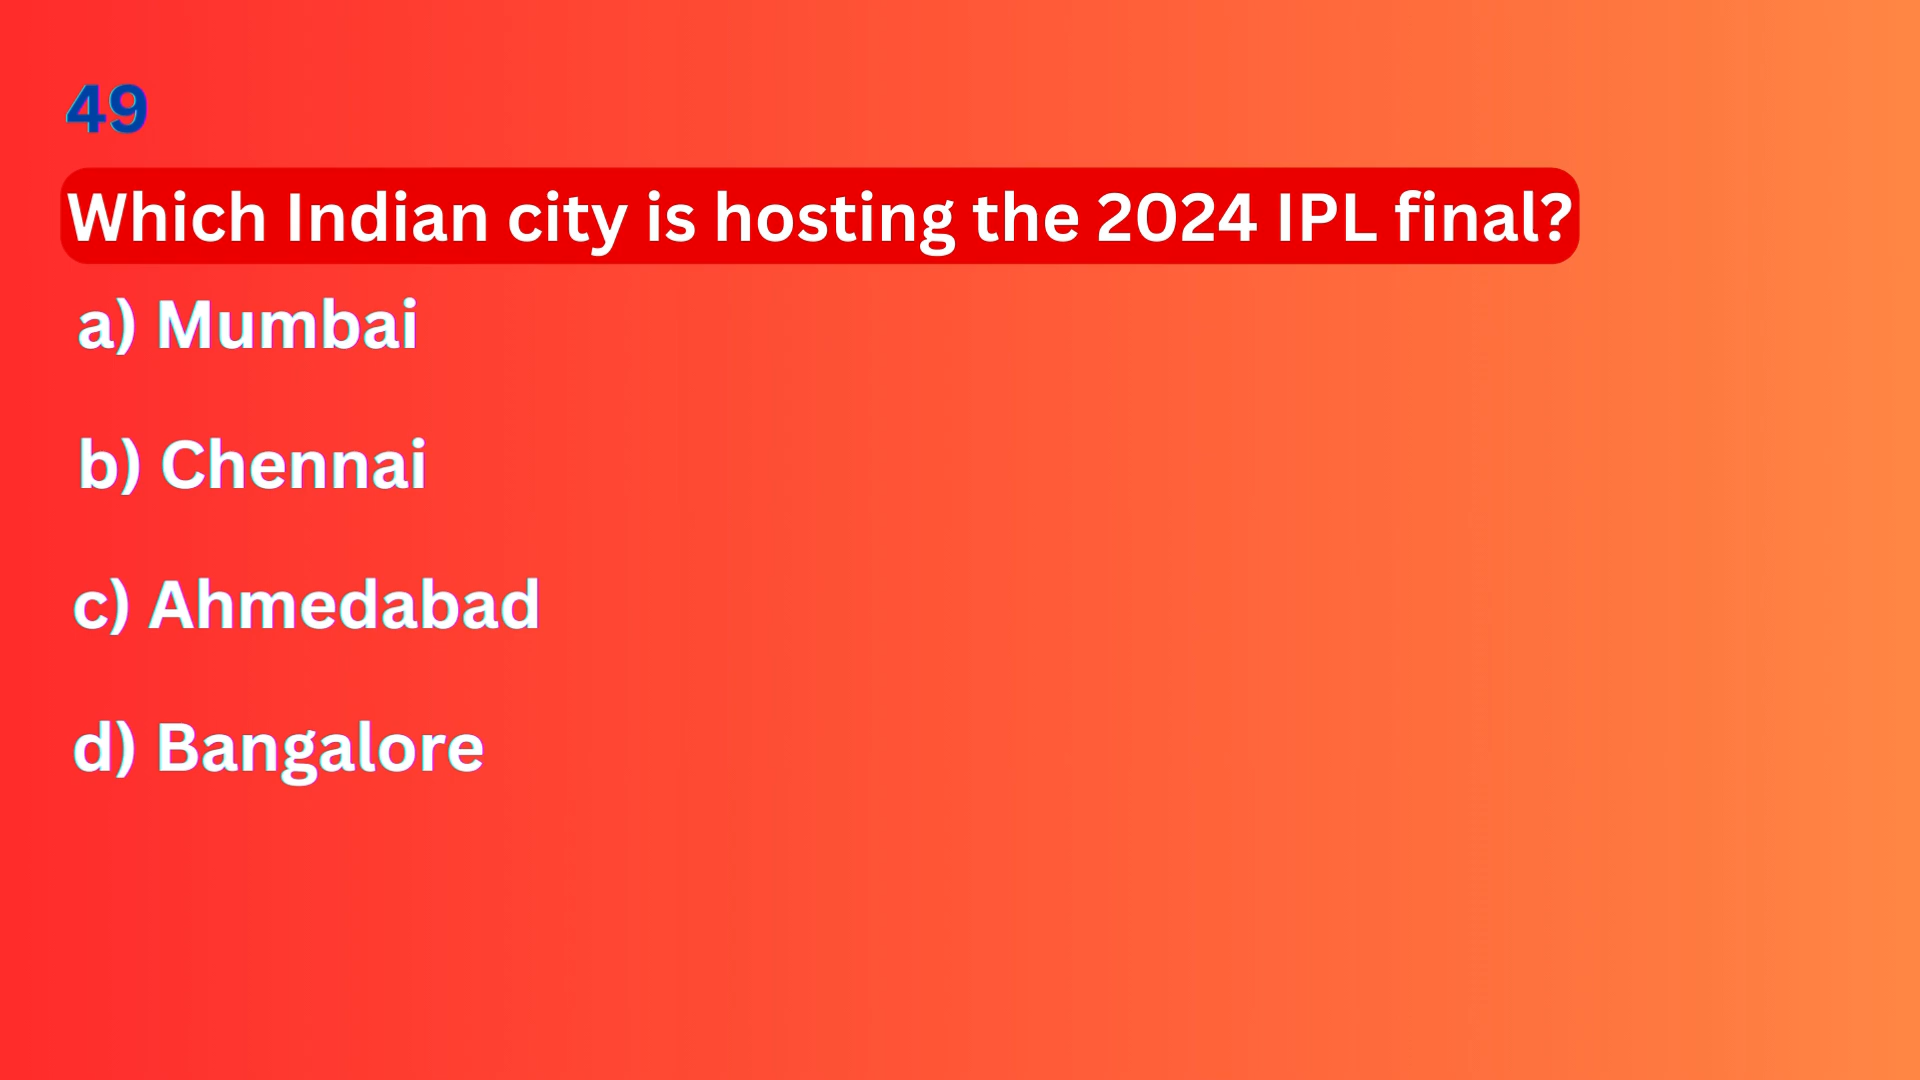 49
Which Indian city is hosting the 2024 IPL final?
a) Mumbai
b) Chennai
c) Ahmedabad
d) Bangalore